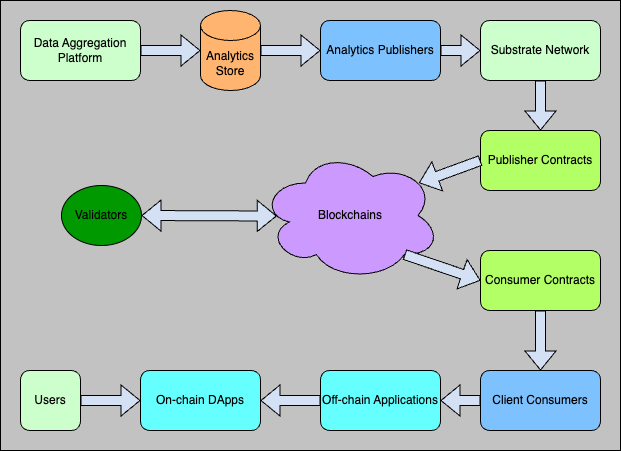 Data Aggregation
Platform
Analytics
Store
Analytics Publishers
Substrate Network
Publisher Contracts
Validators
Blockchains
Consumer Contracts
Users
On-chain DApps
Off-chain Applications
Client Consumers